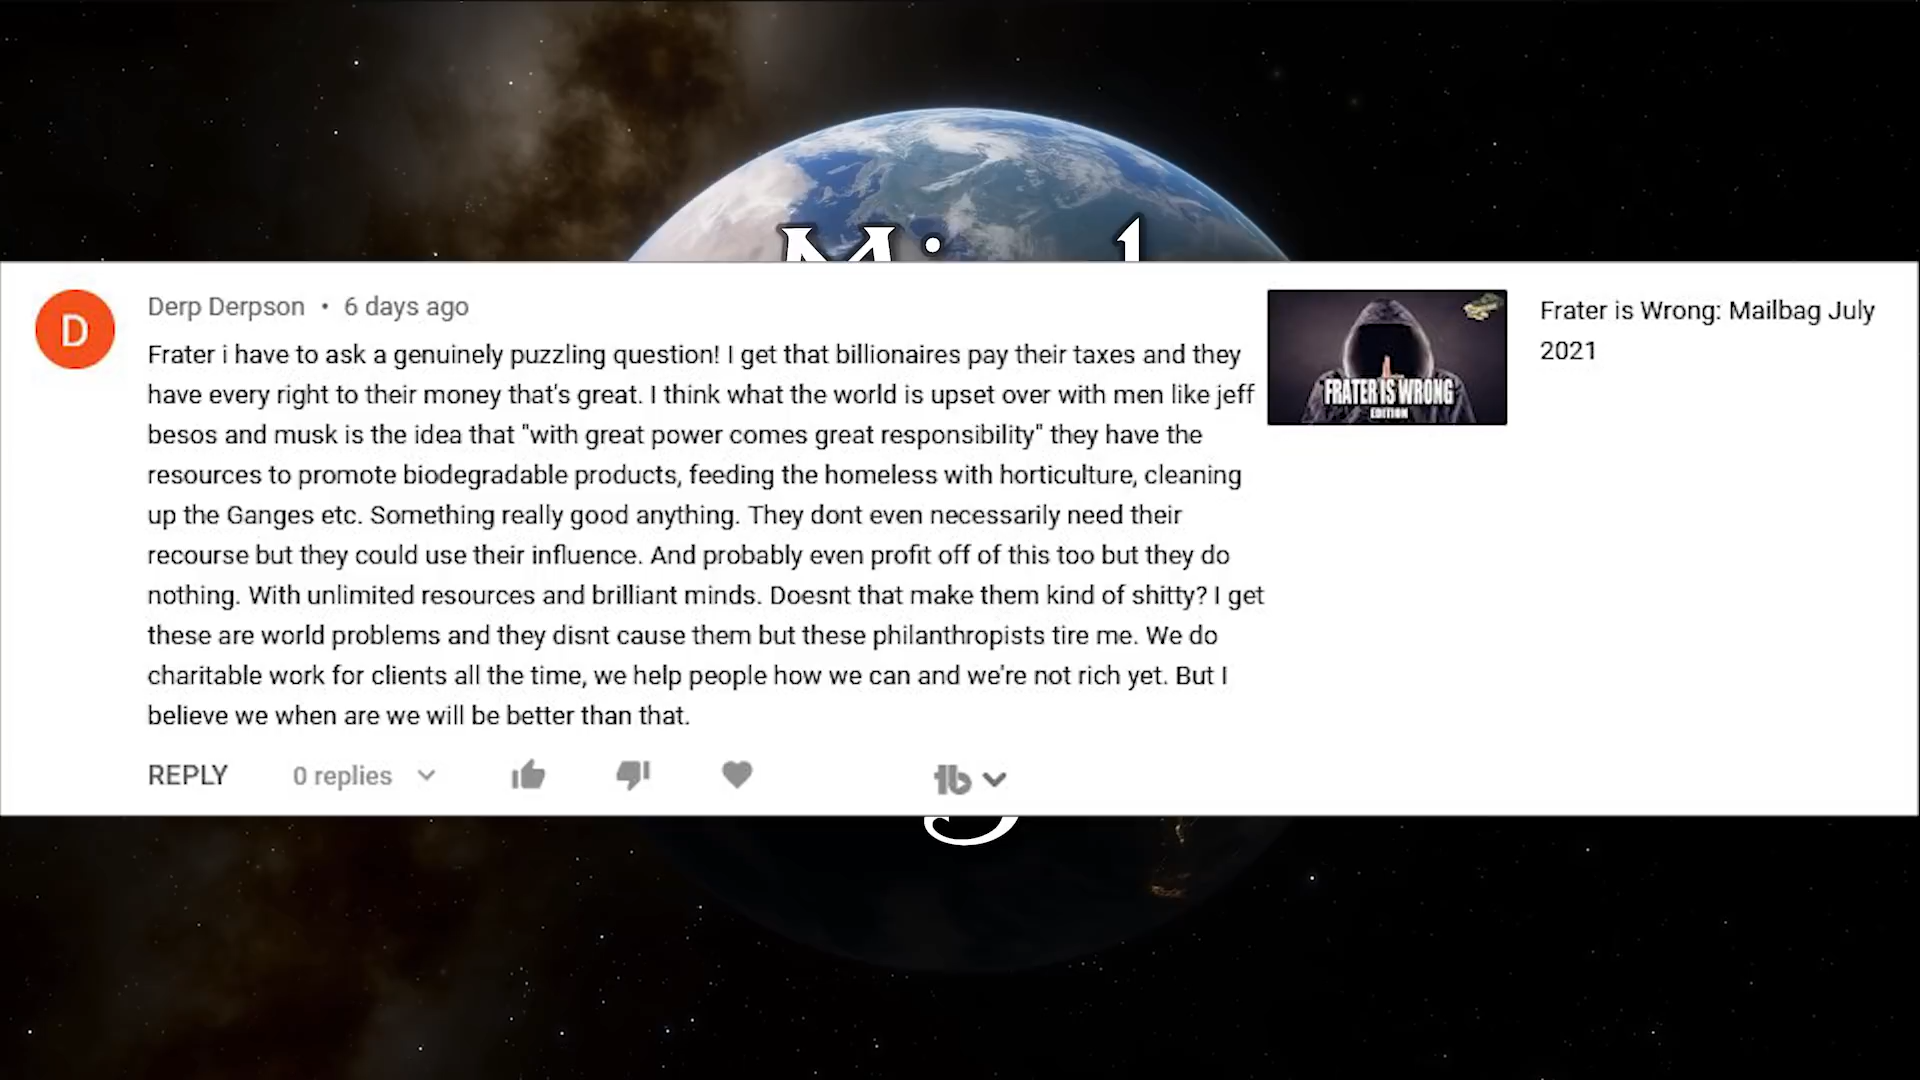 D
Derp Derpson • 6 days ago
Frater i have to ask a genuinely puzzling question! I get that billionaires pay their taxes and they
have every right to their money that's great. I think what the world is upset over with men like jeff
besos and musk is the idea that "with great power comes great responsibility" they have the
resources to promote biodegradable products, feeding the homeless with horticulture, cleaning
up the Ganges etc. Something really good anything. They dont even necessarily need their
recourse but they could use their influence. And probably even profit off of this too but they do
nothing. With unlimited resources and brilliant minds. Doesnt that make them kind of shitty? I get
these are world problems and they disnt cause them but these philanthropists tire me. We do
charitable work for clients all the time, we help people how we can and we're not rich yet. But I
believe we when are we will be better than that.
REPLY 0 replies
FRATER IS WRONG
EDITION
Frater is Wrong: Mailbag July
2021